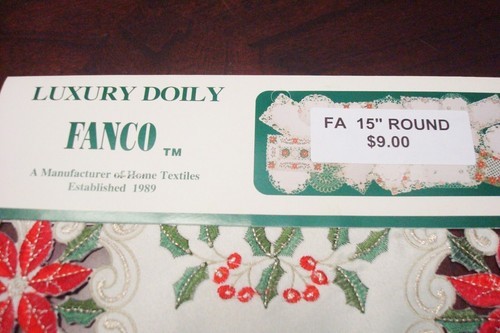 LUXURY DOILY
FANCO TM
A Manufacturer of Home Textiles
Established 1989
FA 15" ROUND
$9.00